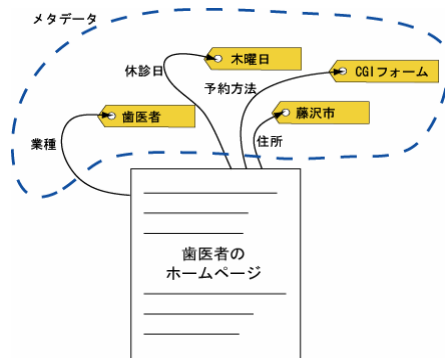 メタデータ
木曜日
休診日
CGIフォーム
予約方法
歯医者
藤沢市
業種
住所
歯医者の
ホームページ